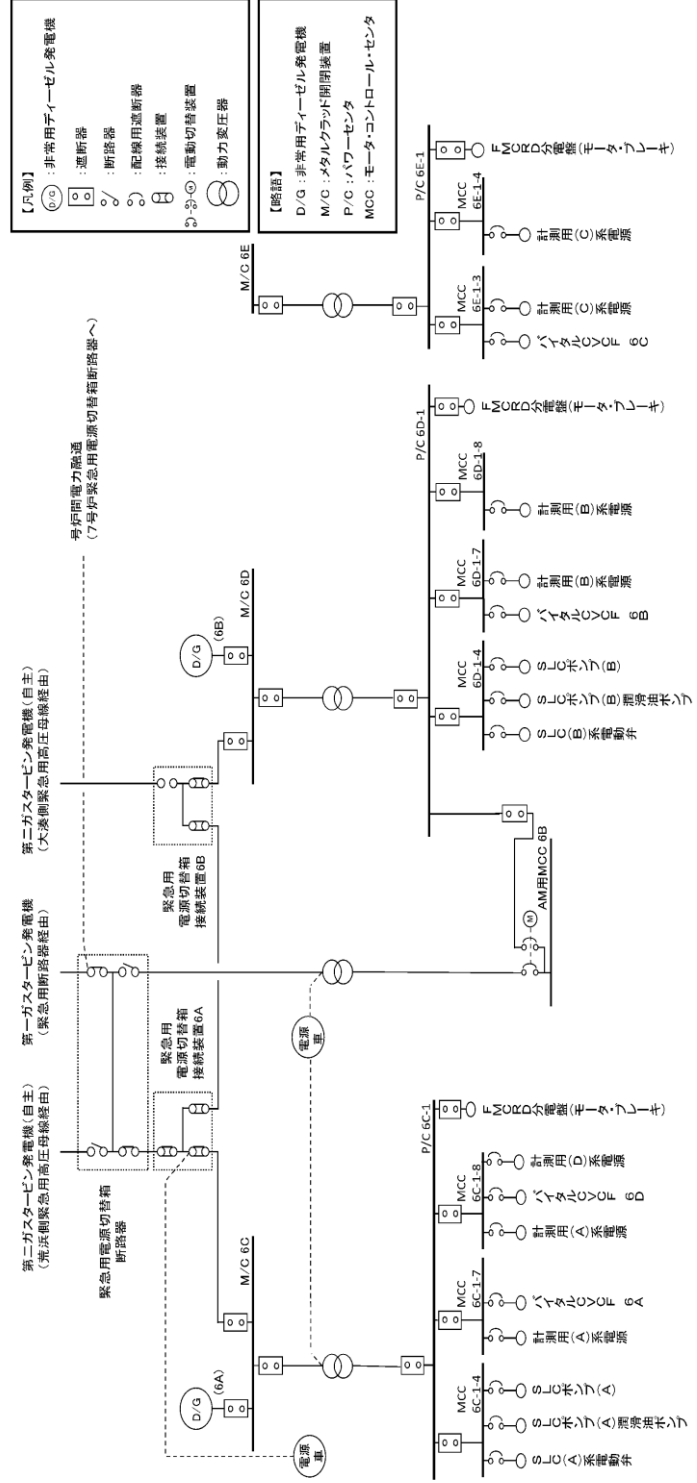 第二ガスタービン発電機(自主)
(荒浜側緊急用高圧母線経由)
第一ガスタービン発電機
(緊急用断路器経由)
第二ガスタービン発電機(自主)
(大湊側緊急用高圧母線経由)
号炉間電力融通
(7号炉緊急用電源切替箱断路器へ)
緊急用電源切替箱
断路器
緊急用
電源切替箱
接続装置6A
緊急用
電源切替箱
接続装置6B
【凡例】
D/G
:非常用ディーゼル発電機
:遮断器
:断路器
:配線用遮断器
:接続装置
M
:電動切替装置
:動力変圧器
【略語】
D/G :非常用ディーゼル発電機
M/C :メタルクラッド開閉装置
P/C :パワーセンタ
MCC :モータ・コントロール・センタ
D/G
(6A)
M/C 6C
D/G
(6B)
M/C 6D
M/C 6E
電源
車
電源
車
M
AM用MCC 6B
P/C 6C-1
MCC
6C-1-4
MCC
6C-1-7
MCC
6C-1-8
SLC(A)系電動弁
SLCポンプ(A)潤滑油ポンプ
SLCポンプ(A)
計測用(A)系電源
バイタルCVCF 6A
計測用(A)系電源
バイタルCVCF 6D
計測用(D)系電源
FMCRD分電盤(モータ・ブレーキ)
P/C 6D-1
MCC
6D-1-4
MCC
6D-1-7
MCC
6D-1-8
SLC(B)系電動弁
SLCポンプ(B)潤滑油ポンプ
SLCポンプ(B)
バイタルCVCF 6B
計測用(B)系電源
計測用(B)系電源
FMCRD分電盤(モータ・ブレーキ)
P/C 6E-1
MCC
6E-1-3
MCC
6E-1-4
バイタルCVCF 6C
計測用(C)系電源
計測用(C)系電源
FMCRD分電盤(モータ・ブレーキ)